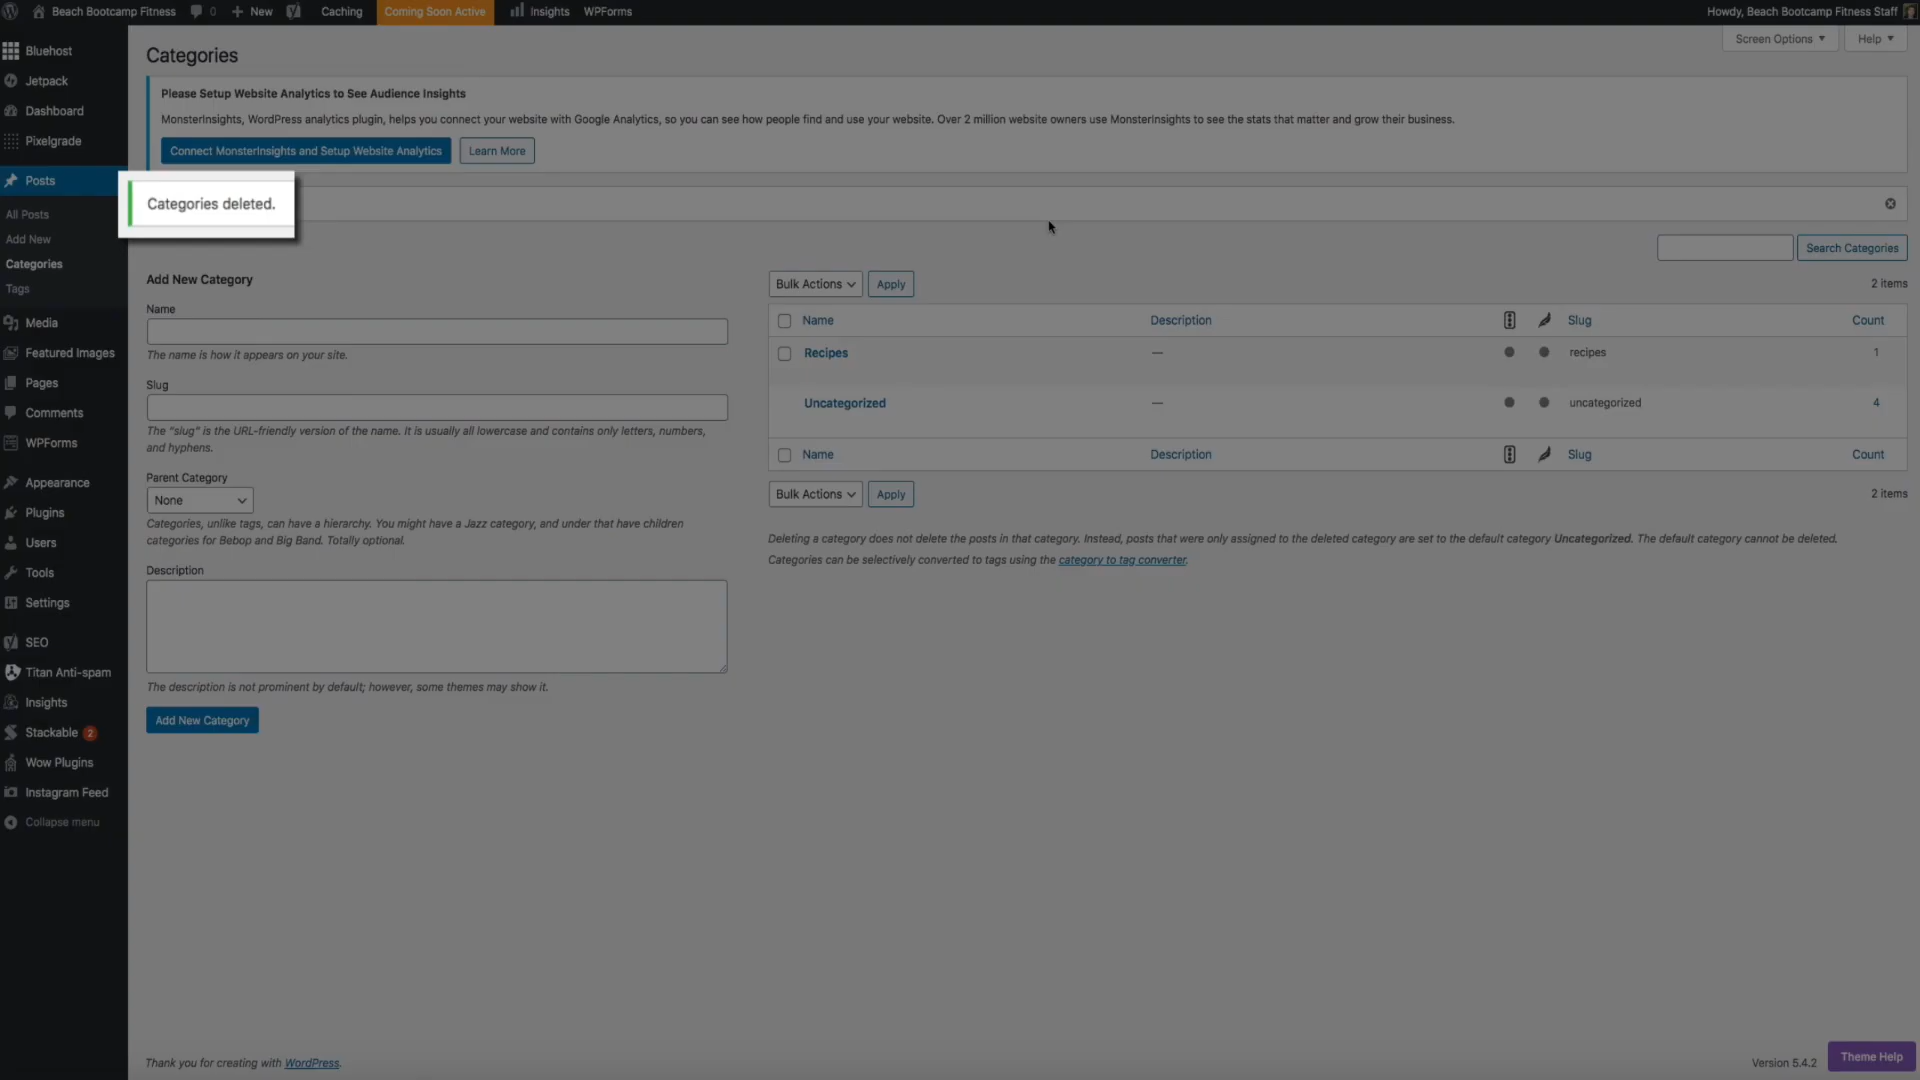 Beach Bootcamp Fitness
0
New
Caching
Coming Soon Active
Insights
WPForms
Howdy, Beach Bootcamp Fitness Staff
Bluehost
Jetpack
Dashboard
Pixelgrade
Posts
All Posts
Add New
Categories
Tags
Media
Featured Images
Pages
Comments
WPForms
Appearance
Plugins
Users
Tools
Settings
SEO
Titan Anti-spam
Insights
Stackable 2
Wow Plugins
Instagram Feed
Collapse menu
Categories
Screen Options
Help
Please Setup Website Analytics to See Audience Insights
MonsterInsights, WordPress analytics plugin, helps you connect your website with Google Analytics, so you can see how people find and use your website. Over 2 million website owners use MonsterInsights to see the stats that matter and grow their business.
Connect MonsterInsights and Setup Website Analytics
Learn More
Categories deleted.
Search Categories
Add New Category
Name
The name is how it appears on your site.
Slug
The “slug” is the URL-friendly version of the name. It is usually all lowercase and contains only letters, numbers,
and hyphens.
Parent Category
None
Categories, unlike tags, can have a hierarchy. You might have a Jazz category, and under that have children
categories for Bebop and Big Band. Totally optional.
Description
The description is not prominent by default; however, some themes may show it.
Add New Category
Bulk Actions
Apply
2 items
Name Description Slug Count
Recipes — recipes 1
Uncategorized — uncategorized 4
Name Description Slug Count
Bulk Actions
Apply
2 items
Deleting a category does not delete the posts in that category. Instead, posts that were only assigned to the deleted category are set to the default category Uncategorized. The default category cannot be deleted.
Categories can be selectively converted to tags using the category to tag converter.
Thank you for creating with WordPress.
Version 5.4.2
Theme Help